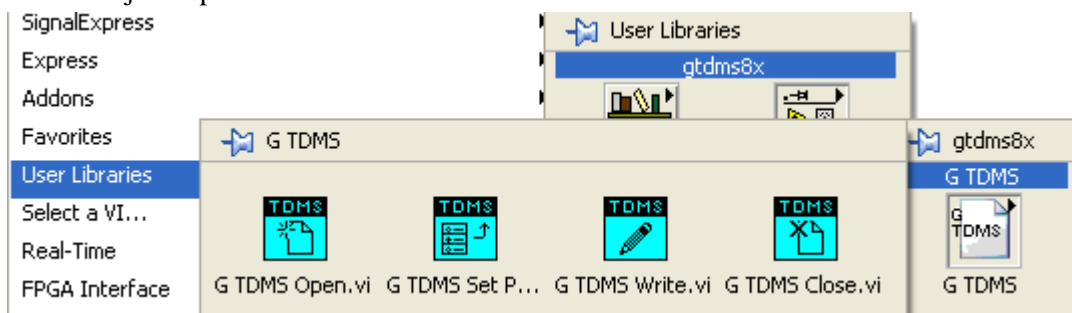 SignalExpress
Express
Addons
Favorites
User Libraries
Select a VI...
Real-Time
FPGA Interface
User Libraries
gtdms8x
G TDMS
TDMS TDMS TDMS TDMS
G TDMS Open.vi G TDMS Set P... G TDMS Write.vi G TDMS Close.vi
gtdms8x
G TDMS
G
TDMS
G TDMS